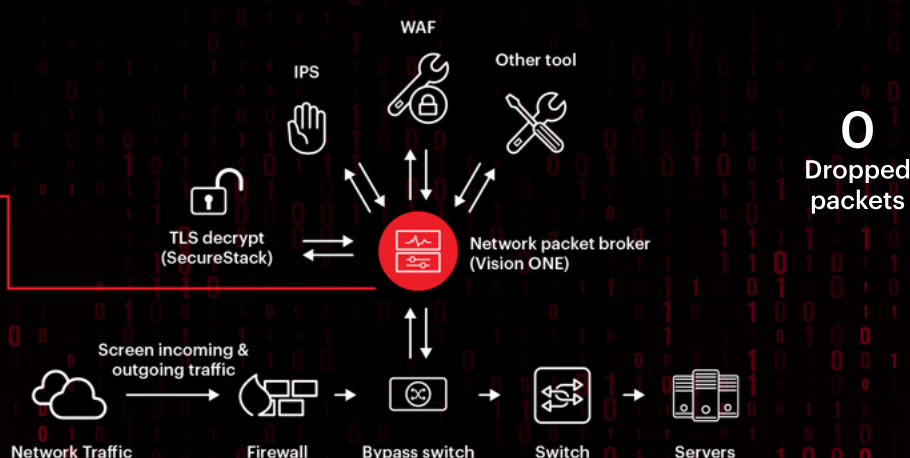 WAF
IPS
Other tool
0
Dropped
packets
TLS decrypt
(SecureStack)
Network packet broker
(Vision ONE)
Screen incoming &
outgoing traffic
Network Traffic
Firewall
Bypass switch
Switch
Servers